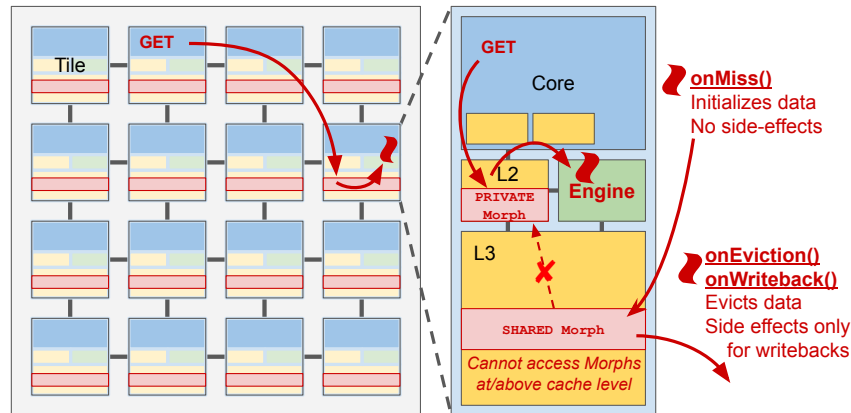 Tile
GET
GET
Core
L2
PRIVATE
Morph
Engine
L3
SHARED Morph
Cannot access Morphs
at/above cache level
onMiss()
Initializes data
No side-effects
onEviction()
onWriteback()
Evicts data
Side effects only
for writebacks